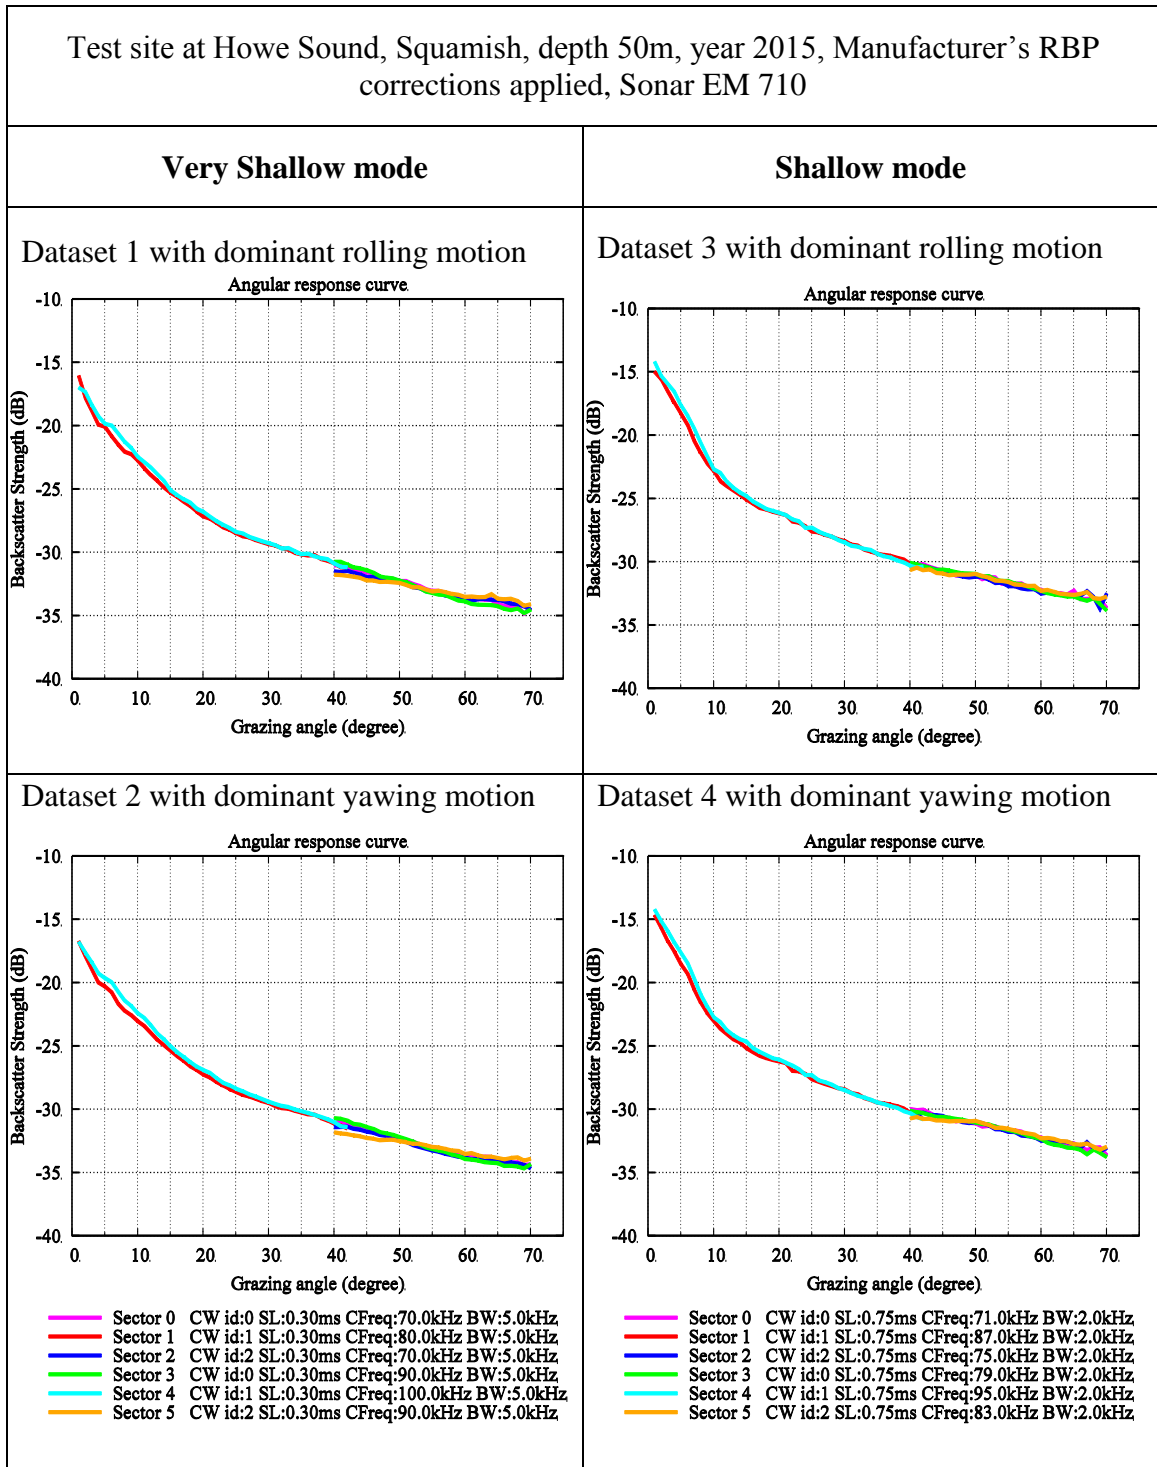 Test site at Howe Sound, Squamish, depth 50m, year 2015, Manufacturer's RBP
corrections applied, Sonar EM 710
Very Shallow mode
Shallow mode
Dataset 1 with dominant rolling motion
Angular response curve.
-10.
-15.
-20.
-25.
-30.
-35.
-40.
Backscatter Strength (dB)
0. 10. 20. 30. 40. 50. 60. 70.
Grazing angle (degree).
Dataset 3 with dominant rolling motion
Angular response curve.
-10.
-15.
-20.
-25.
-30.
-35.
-40.
Backscatter Strength (dB)
0. 10. 20. 30. 40. 50. 60. 70.
Grazing angle (degree).
Dataset 2 with dominant yawing motion
Angular response curve.
-10.
-15.
-20.
-25.
-30.
-35.
-40.
Backscatter Strength (dB)
0. 10. 20. 30. 40. 50. 60. 70.
Grazing angle (degree).
Sector 0 CW id:0 SL:0.30ms CFreq:70.0kHz BW:5.0kHz.
Sector 1 CW id:1 SL:0.30ms CFreq:80.0kHz BW:5.0kHz.
Sector 2 CW id:2 SL:0.30ms CFreq:70.0kHz BW:5.0kHz.
Sector 3 CW id:0 SL:0.30ms CFreq:90.0kHz BW:5.0kHz.
Sector 4 CW id:1 SL:0.30ms CFreq:100.0kHz BW:5.0kHz.
Sector 5 CW id:2 SL:0.30ms CFreq:90.0kHz BW:5.0kHz.
Dataset 4 with dominant yawing motion
Angular response curve.
-10.
-15.
-20.
-25.
-30.
-35.
-40.
Backscatter Strength (dB)
0. 10. 20. 30. 40. 50. 60. 70.
Grazing angle (degree).
Sector 0 CW id:0 SL:0.75ms CFreq:71.0kHz BW:2.0kHz.
Sector 1 CW id:1 SL:0.75ms CFreq:87.0kHz BW:2.0kHz.
Sector 2 CW id:2 SL:0.75ms CFreq:75.0kHz BW:2.0kHz.
Sector 3 CW id:0 SL:0.75ms CFreq:79.0kHz BW:2.0kHz.
Sector 4 CW id:1 SL:0.75ms CFreq:95.0kHz BW:2.0kHz.
Sector 5 CW id:2 SL:0.75ms CFreq:83.0kHz BW:2.0kHz.